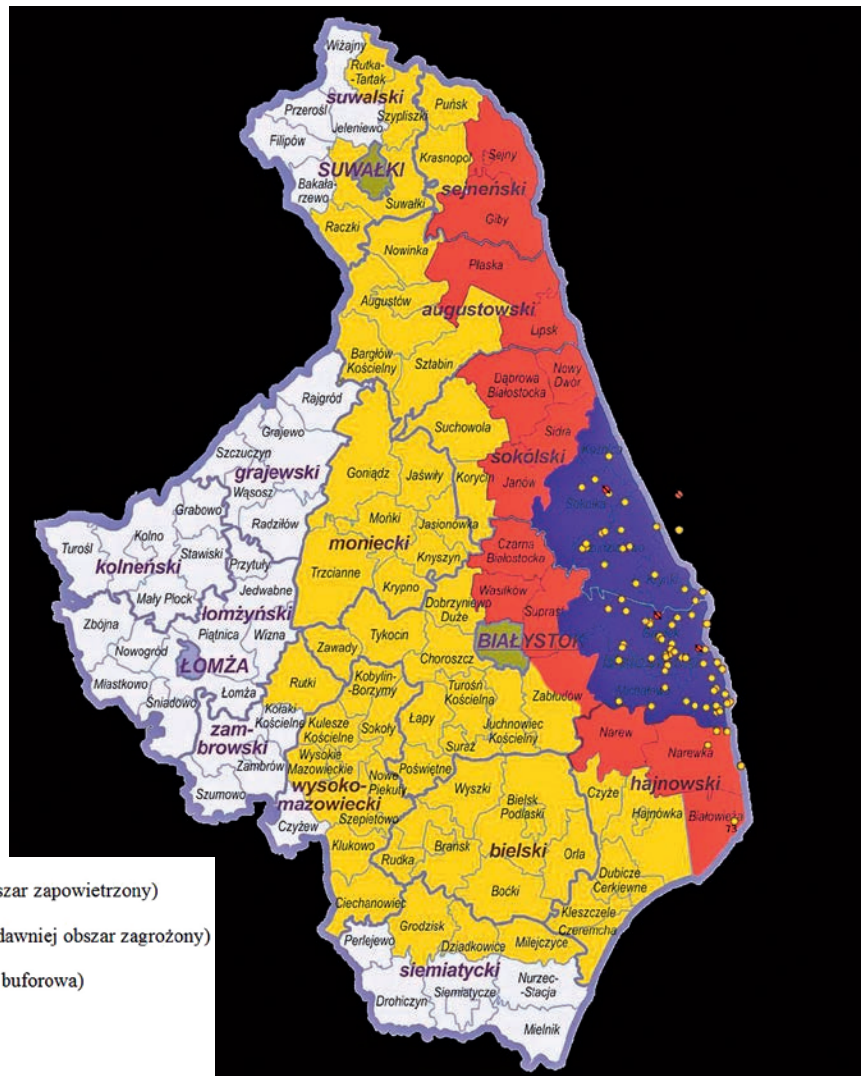 Wiżajny
Rutka-
-Tartak
suwalski
Puńsk
Szypliszki
Przerośl
Jeleniewo
Filipów
Krasnopol
Sejny
SUWAŁKI
Bakała-
rzewo
sejneński
Suwałki
Giby
Raczki
Nowinka
Płaska
Augustów
augustowski
Lipsk
Bargłów
Kościelny
Sztabin
Nowy
Dwór
Dąbrowa
Białostocka
Rajgród
Suchowola
Grajewo
Sidra
Kuźnica
Szczuczyn
sokólski
grajewski
Goniądz
Jaświły
Korycin
Janów
Sokółka
Wąsosz
Grabowo
Radziłów
Mońki
Jasionówka
Kolno
Turośl
Stawiski
moniecki
Czarna
Białostocka
kolneński
Przytuły
Knyszyn
Trzcianne
Krypno
Wasilków
Mały Płock
Jedwabne
Dobrzyniewo
Duże
Supraśl
Zbójna
łomżyński
Piątnica
Wizna
Tykocin
BIAŁYSTOK
Nowogród
Zawady
ŁOMŻA
Choroszcz
Miastkowo
Rutki
Kobylin-
Borzymy
Turośń
Kościelna
Zabłudów
Śniadowo
Łomża
Kołaki
Kościelne
Łapy
Juchnowiec
Kościelny
zam-
browski
Kulesze
Kościelne
Sokoły
Suraż
Narew
Narewka
Zambrów
Wysokie
Mazowieckie
Nowe
Piekuty
Poświętne
Wyszki
hajnowski
Szumowo
wysoko-
mazowiecki
Bielsk
Podlaski
Czyże
Białowieża
Hajnówka
Szepietowo
73
Czyżew
Klukowo
Brańsk
bielski
Orla
Rudka
Dubicze
Cerkiewne
Boćki
Ciechanowiec
Kleszczele
Grodzisk
Czeremcha
Perlejewo
Dziadkowice
Milejczyce
siemiatycki
Nurzec-
-Stacja
Drohiczyn
Siemiatycze
Mielnik
szar zapowietrzony)
dawniej obszar zagrożony)
buforowa)